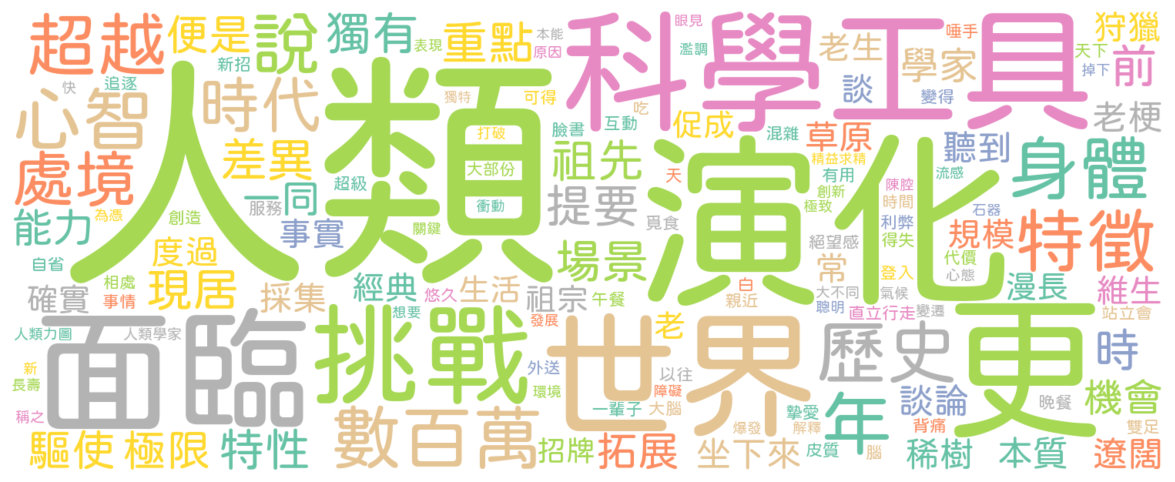 超越
便是
說
獨有
表現
重點
本能
原因
科學
眼見
濫調
工具
老生
唾手
學家
狩獵
天下
掉下
前
新招
追逐
快
心智
時代
人類
獨特
可得
吃
互動
臉書
促成
混雜
談
變得
老梗
差異
打破
大部份
祖先
草原
精益求精
聽到
身體
處境
一同
超級
衝動
提要
天
演化
有用
創新
極致
陳腔
時間
流感
能力
為憑
創造
服務
事實
關鍵
覓食
絕望感
利弊
得失
石器
規模
特徵
自省
度過
場景
常
登入
代價
心態
漫長
相處
事情
現居
確實
採集
經典
悠久
想要
生活
祖宗
午餐
白
親近
大不同
聰明
氣候
直立行走
變遷
維生
站立會
人類力圖
人類學家
面臨
挑戰
發展
世界
老
歷史
更
時
新
長壽
稱之
外送
環境
以往
障礙
一輩子
大腦
摯愛
年
談論
背痛
晚餐
機會
雙足
驅使
極限
特性
數百萬
招牌
拓展
坐下來
爆發
解釋
皮質
腦
稀樹
本質
遼闊